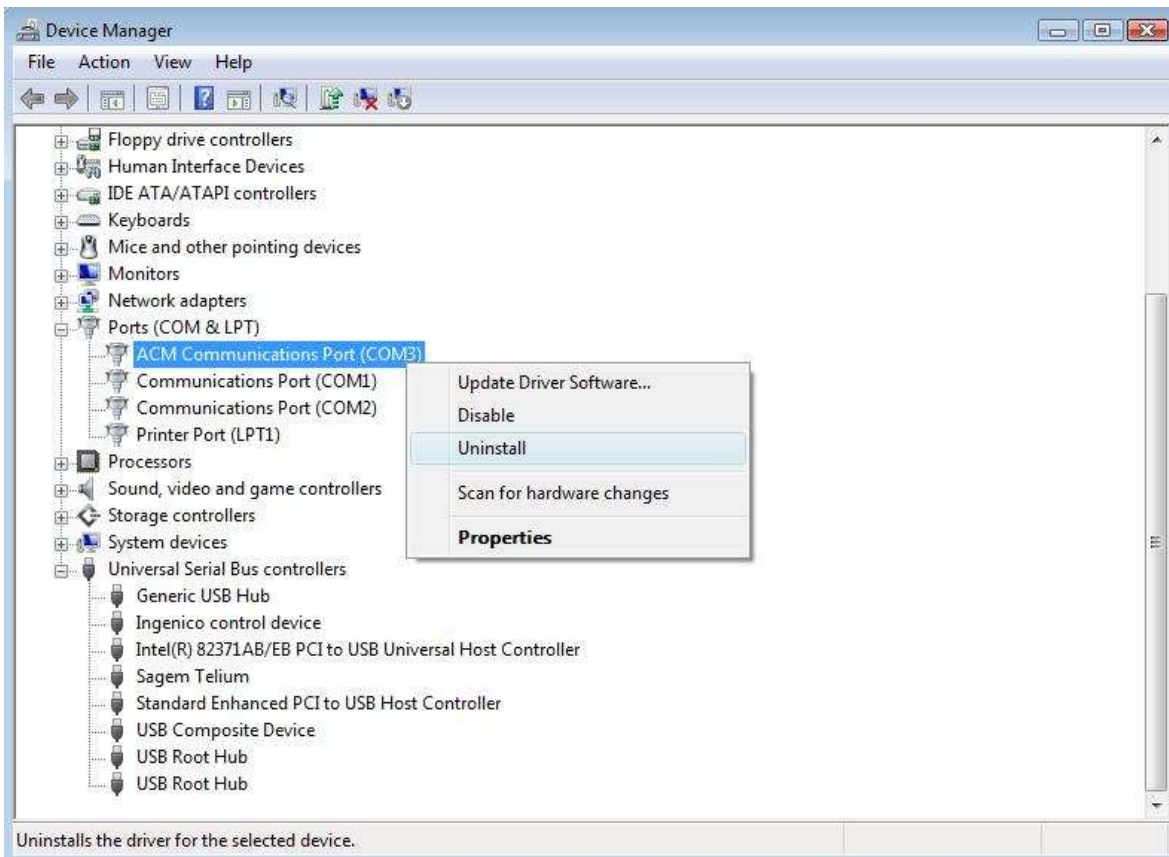 Device Manager
File Action View Help
Floppy drive controllers
Human Interface Devices
IDE ATA/ATAPI controllers
Keyboards
Mice and other pointing devices
Monitors
Network adapters
Ports (COM & LPT)
ACM Communications Port (COM3)
Communications Port (COM1)
Communications Port (COM2)
Printer Port (LPT1)
Processors
Sound, video and game controllers
Storage controllers
System devices
Universal Serial Bus controllers
Generic USB Hub
Ingenico control device
Intel(R) 82371AB/EB PCI to USB Universal Host Controller
Sagem Telium
Standard Enhanced PCI to USB Host Controller
USB Composite Device
USB Root Hub
USB Root Hub
Update Driver Software...
Disable
Uninstall
Scan for hardware changes
Properties
Uninstalls the driver for the selected device.